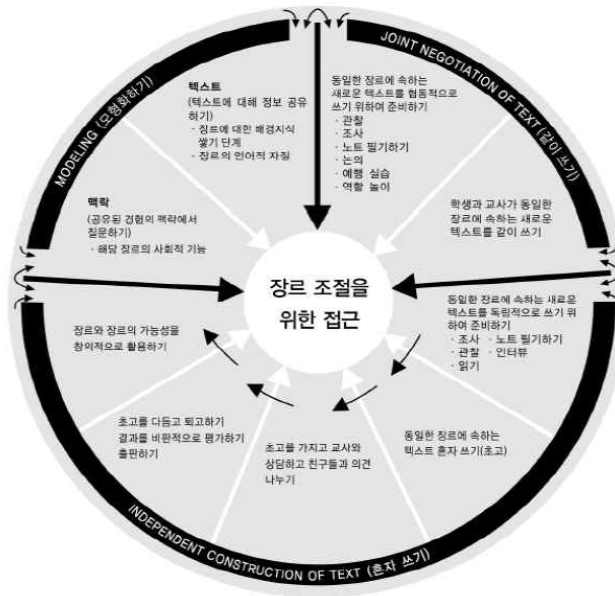 MODELING (모형화하기)
JOINT NEGOTIATION OF TEXT (같이 쓰기)
텍스트
(텍스트에 대해 정보 공유
하기)
- 장르에 대한 배경지식
쌓기 단계
- 장르의 언어적 자질
동일한 장르에 속하는
새로운 텍스트를 협동적으로
쓰기 위하여 준비하기
· 관찰
· 조사
· 노트 필기하기
· 논의
· 예행 실습
· 역할 놀이
맥락
(공유된 경험의 맥락에서
질문하기)
- 해당 장르의 사회적 기능
학생과 교사가 동일한
장르에 속하는 새로운
텍스트를 같이 쓰기
장르 조절을
위한 접근
동일한 장르에 속하는 새로운
텍스트를 독립적으로 쓰기 위
하여 준비하기
· 조사 · 노트 필기하기
· 관찰 · 인터뷰
· 읽기
동일한 장르에 속하는
텍스트 혼자 쓰기(초고)
초고를 가지고 교사와
상담하고 친구들과 의견
나누기
초고를 다듬고 퇴고하기
결과를 비판적으로 평가하기
출판하기
장르와 장르의 가능성을
창의적으로 활용하기
INDEPENDENT CONSTRUCTION OF TEXT (혼자 쓰기)